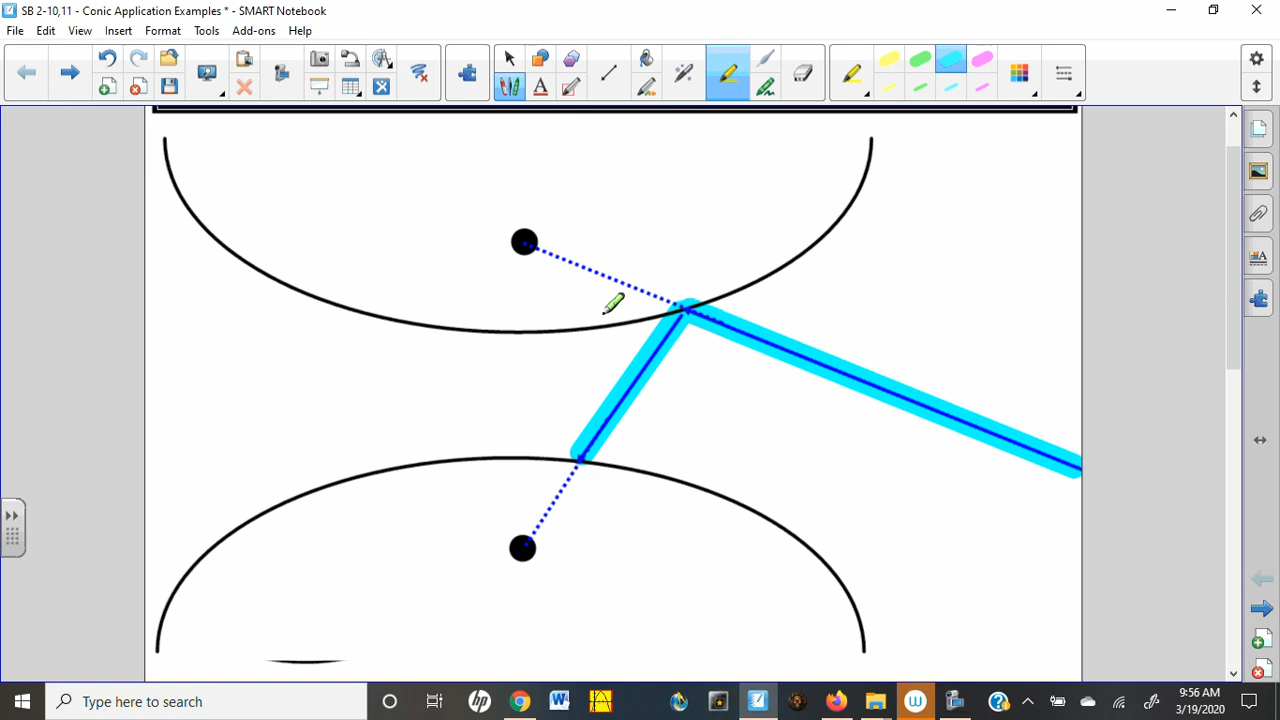 SB 2-10,11 - Conic Application Examples * - SMART Notebook
File Edit View Insert Format Tools Add-ons Help
Type here to search
9:56 AM
3/19/2020